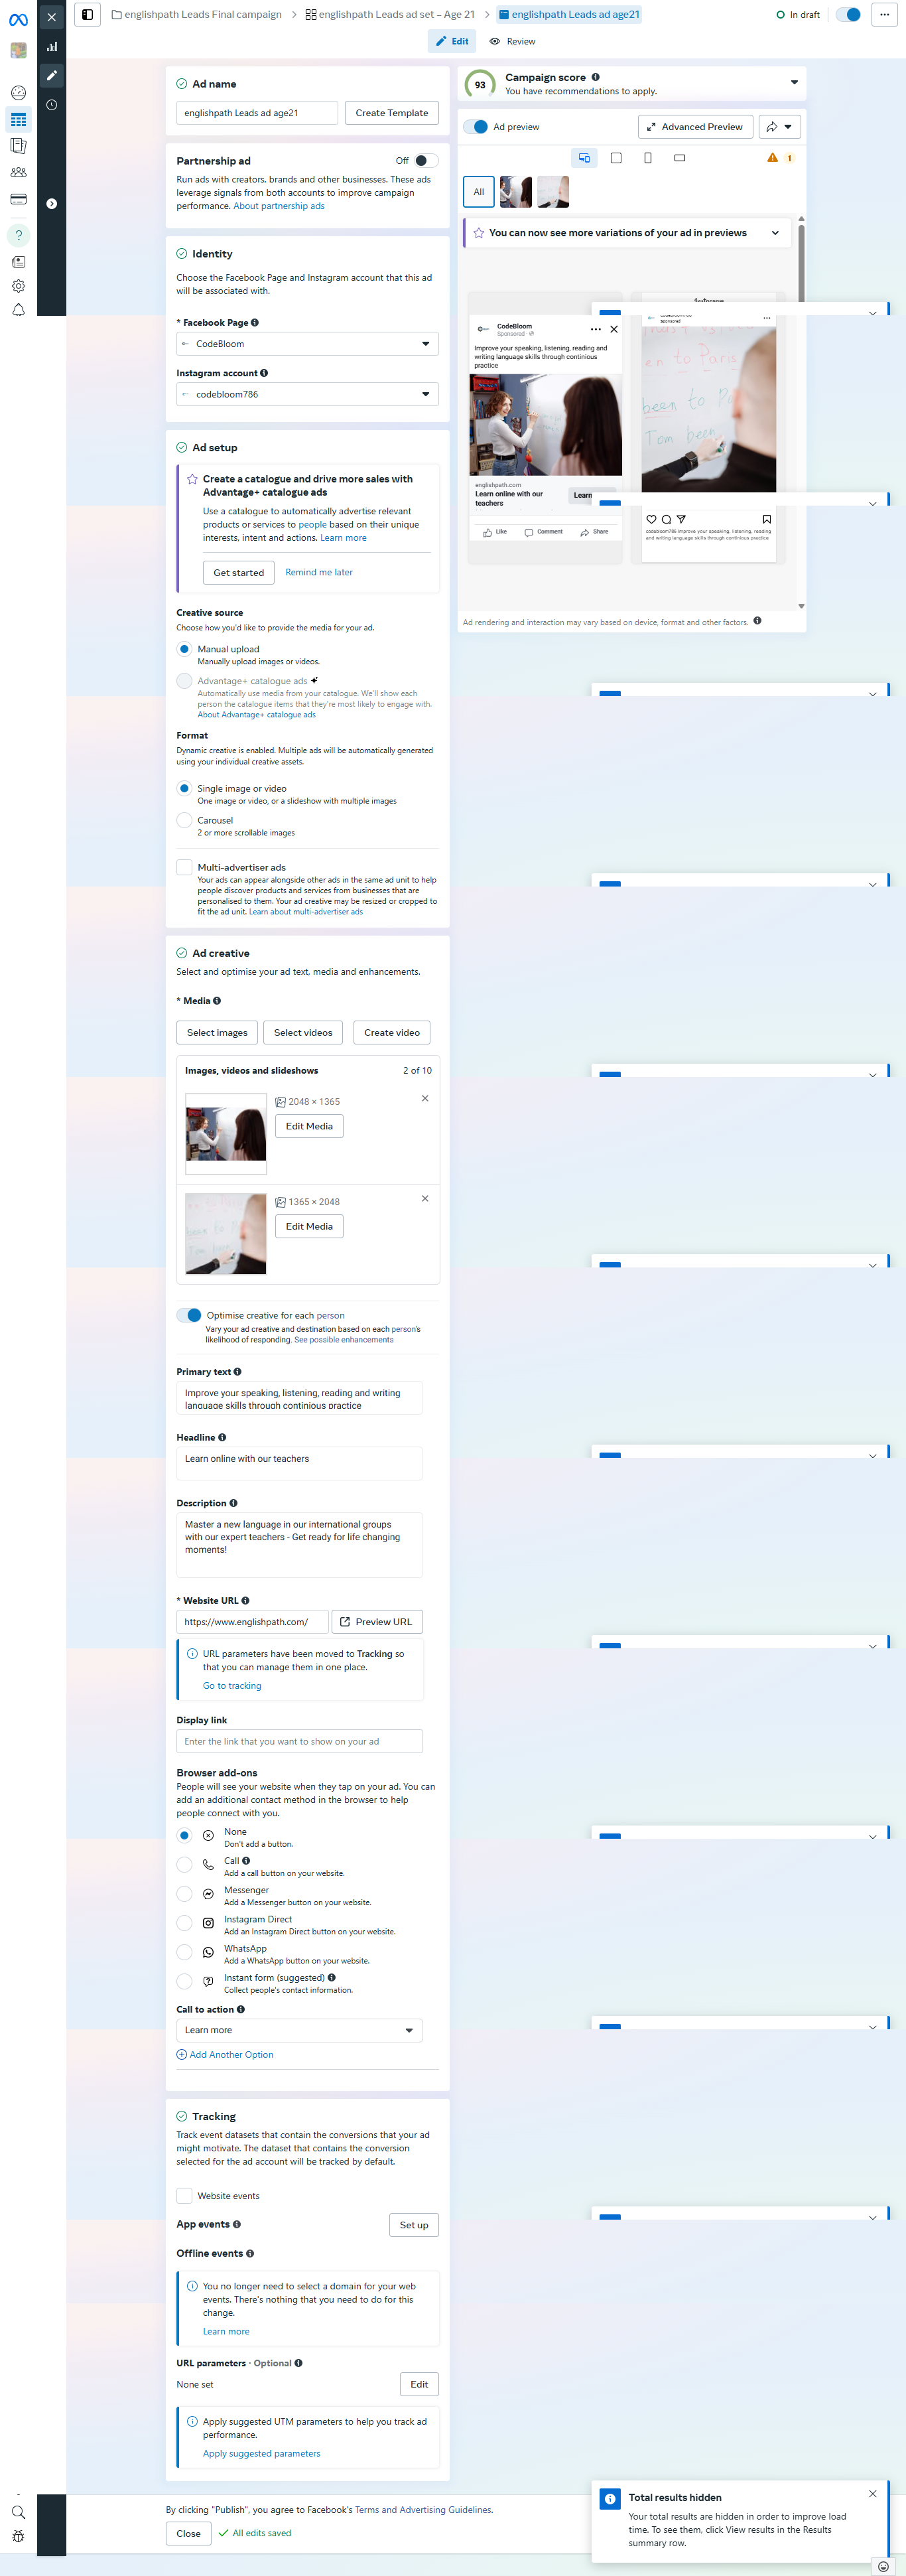 englishpath Leads Final campaign
englishpath Leads ad set – Age 21
englishpath Leads ad age21
In draft
Edit
Review
Ad name
englishpath Leads ad age21
Create Template
Partnership ad
Off
Run ads with creators, brands and other businesses. These ads
leverage signals from both accounts to improve campaign
performance. About partnership ads
Identity
Choose the Facebook Page and Instagram account that this ad
will be associated with.
* Facebook Page
CodeBloom
Instagram account
codebloom786
Ad setup
Create a catalogue and drive more sales with
Advantage+ catalogue ads
Use a catalogue to automatically advertise relevant
products or services to people based on their unique
interests, intent and actions. Learn more
Get started
Remind me later
Creative source
Choose how you'd like to provide the media for your ad.
Manual upload
Manually upload images or videos.
Advantage+ catalogue ads
Automatically use media from your catalogue. We'll show each
person the catalogue items that they're most likely to engage with.
About Advantage+ catalogue ads
Format
Dynamic creative is enabled. Multiple ads will be automatically generated
using your individual creative assets.
Single image or video
One image or video, or a slideshow with multiple images
Carousel
2 or more scrollable images
Multi-advertiser ads
Your ads can appear alongside other ads in the same ad unit to help
people discover products and services from businesses that are
personalised to them. Your ad creative may be resized or cropped to
fit the ad unit. Learn about multi-advertiser ads
Ad creative
Select and optimise your ad text, media and enhancements.
* Media
Select images
Select videos
Create video
Images, videos and slideshows
2 of 10
2048 × 1365
Edit Media
1365 × 2048
Edit Media
Optimise creative for each person
Vary your ad creative and destination based on each person's
likelihood of responding. See possible enhancements
Primary text
Improve your speaking, listening, reading and writing
language skills through continious practice
Headline
Learn online with our teachers
Description
Master a new language in our international groups
with our expert teachers - Get ready for life changing
moments!
* Website URL
https://www.englishpath.com/
Preview URL
URL parameters have been moved to Tracking so
that you can manage them in one place.
Go to tracking
Display link
Enter the link that you want to show on your ad
Browser add-ons
People will see your website when they tap on your ad. You can
add an additional contact method in the browser to help
people connect with you.
None
Don't add a button.
Call
Add a call button on your website.
Messenger
Add a Messenger button on your website.
Instagram Direct
Add an Instagram Direct button on your website.
WhatsApp
Add a WhatsApp button on your website.
Instant form (suggested)
Collect people's contact information.
Call to action
Learn more
Add Another Option
Tracking
Track event datasets that contain the conversions that your ad
might motivate. The dataset that contains the conversion
selected for the ad account will be tracked by default.
Website events
App events
Set up
Offline events
You no longer need to select a domain for your web
events. There's nothing that you need to do for this
change.
Learn more
URL parameters · Optional
None set
Edit
Apply suggested UTM parameters to help you track ad
performance.
Apply suggested parameters
By clicking "Publish", you agree to Facebook's Terms and Advertising Guidelines.
Close
All edits saved
93
Campaign score
You have recommendations to apply.
Ad preview
Advanced Preview
1
All
You can now see more variations of your ad in previews
CodeBloom
Sponsored ·
Improve your speaking, listening, reading and
writing language skills through continious
practice
englishpath.com
Learn online with our
teachers
Learn
Like
Comment
Share
Sponsored
en to Paris
been to P
Tom been
codebloom786 Improve your speaking, listening, reading
and writing language skills through continious practice
Ad rendering and interaction may vary based on device, format and other factors.
Total results hidden
Your total results are hidden in order to improve load
time. To see them, click View results in the Results
summary row.